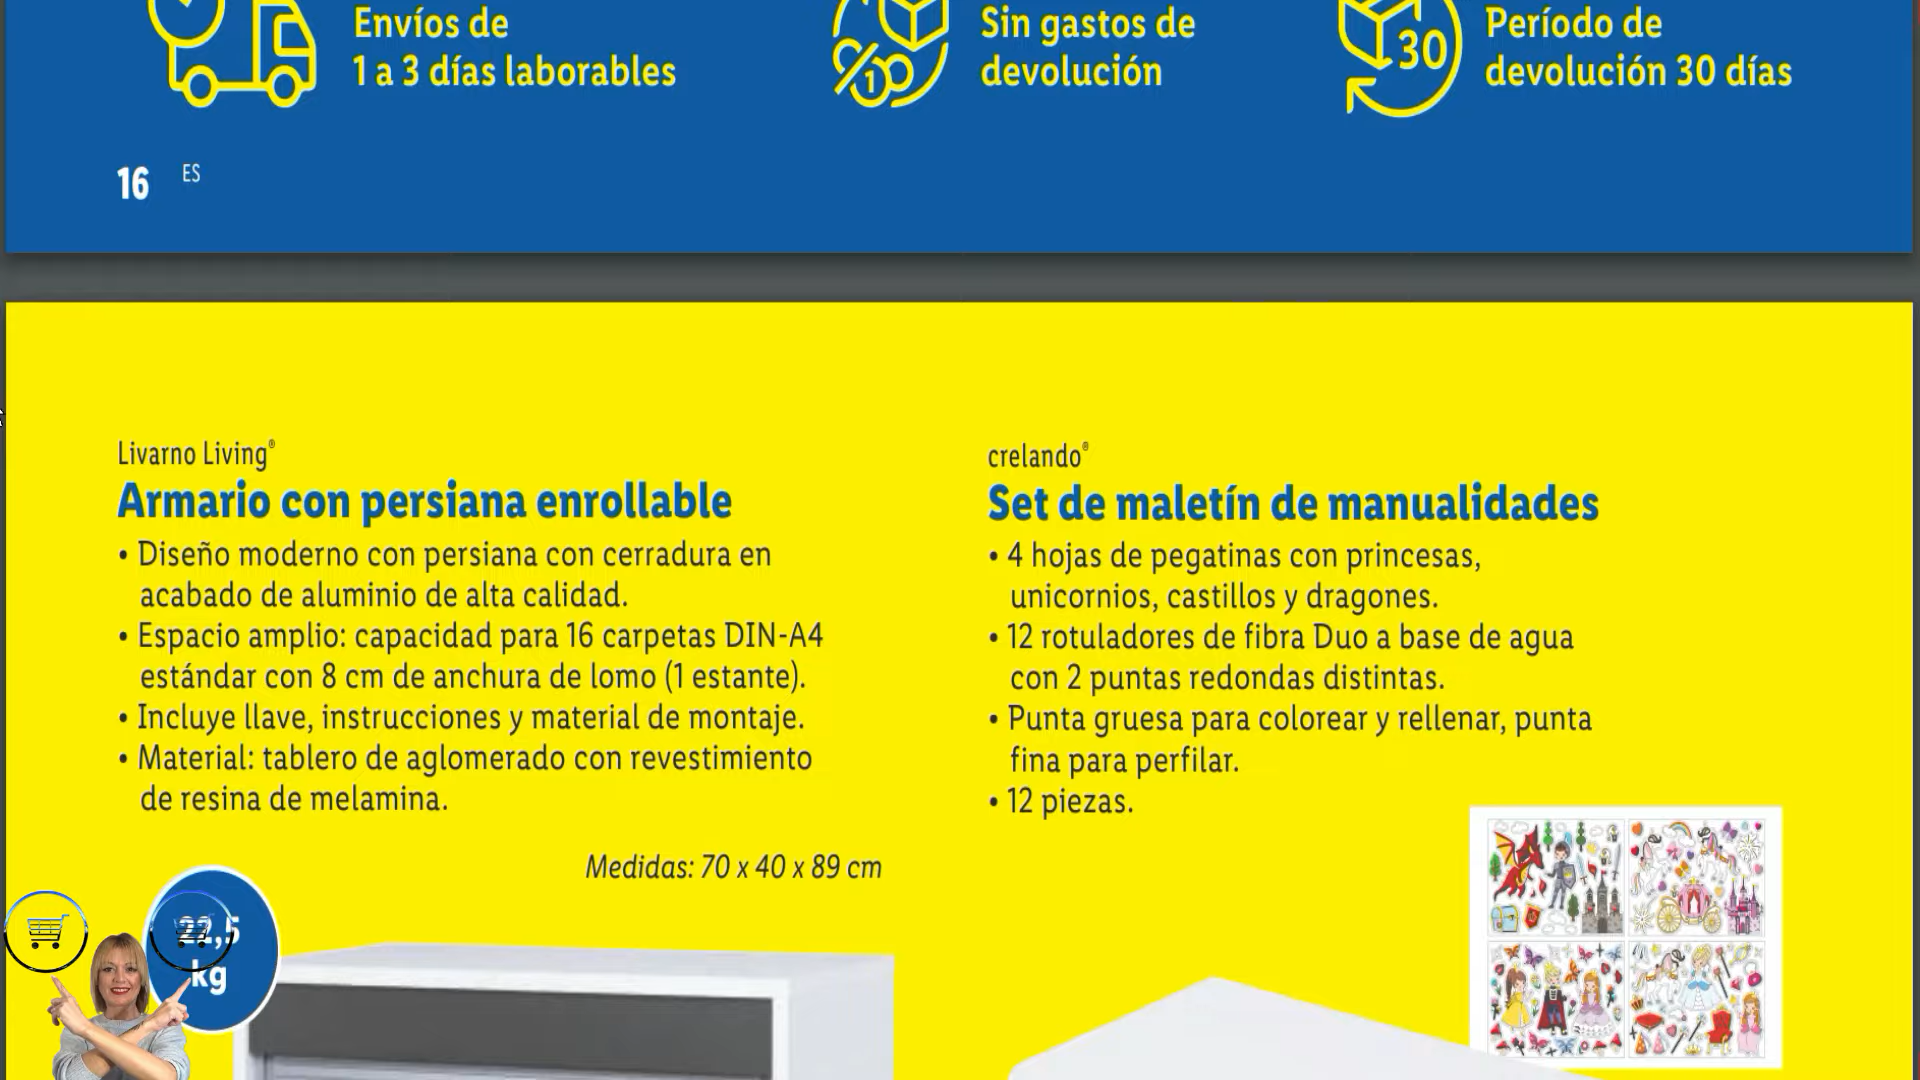 Envíos de
1 a 3 días laborables
Sin gastos de
devolución
30
Período de
devolución 30 días
16 ES
Livarno Living®
Armario con persiana enrollable
• Diseño moderno con persiana con cerradura en
acabado de aluminio de alta calidad.
• Espacio amplio: capacidad para 16 carpetas DIN-A4
estándar con 8 cm de anchura de lomo (1 estante).
• Incluye llave, instrucciones y material de montaje.
• Material: tablero de aglomerado con revestimiento
de resina de melamina.
Medidas: 70 x 40 x 89 cm
22,5
kg
crelando®
Set de maletín de manualidades
• 4 hojas de pegatinas con princesas,
unicornios, castillos y dragones.
• 12 rotuladores de fibra Duo a base de agua
con 2 puntas redondas distintas.
• Punta gruesa para colorear y rellenar, punta
fina para perfilar.
• 12 piezas.